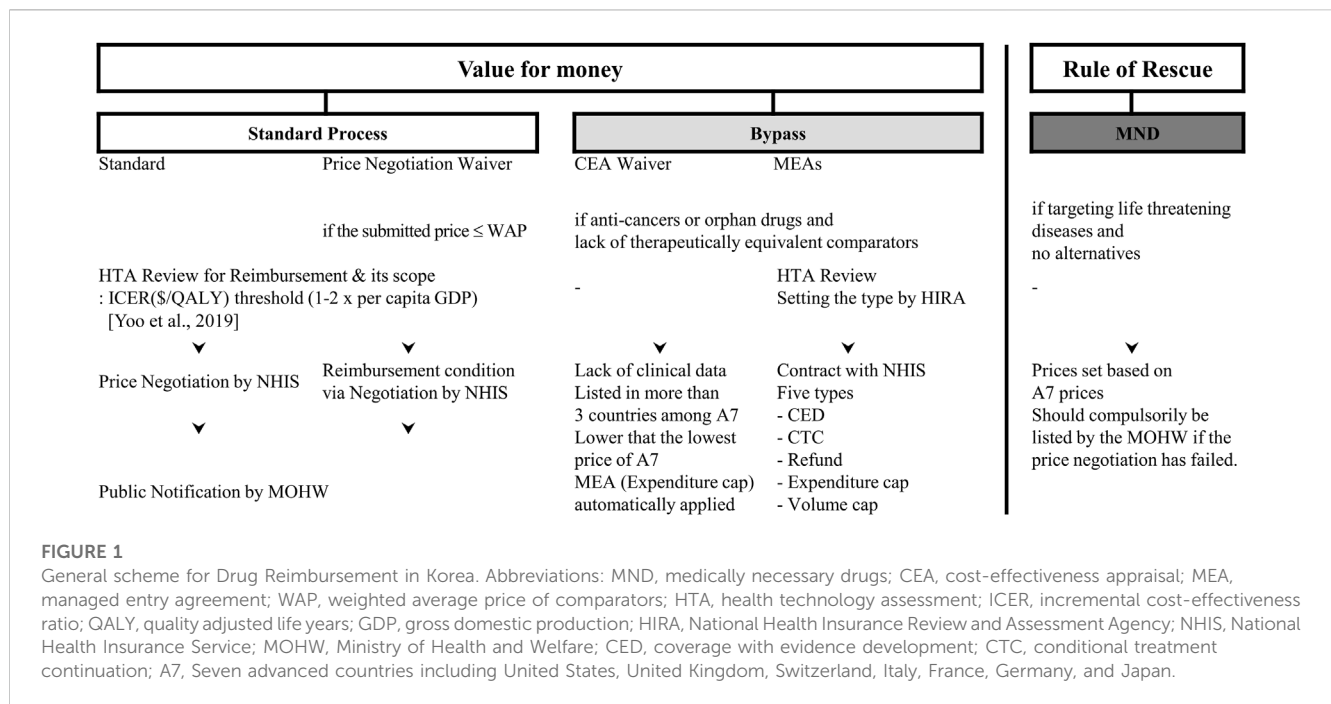 Value for money
Rule of Rescue
Standard Process
Bypass
MND
Standard
Price Negotiation Waiver
CEA Waiver
MEAs
if the submitted price ≤ WAP
if anti-cancers or orphan drugs and
lack of therapeutically equivalent comparators
if targeting life threatening
diseases and
no alternatives
HTA Review for Reimbursement & its scope
: ICER($/QALY) threshold (1-2 x per capita GDP)
[Yoo et al., 2019]
-
HTA Review
Setting the type by HIRA
-
Price Negotiation by NHIS
Reimbursement condition
via Negotiation by NHIS
Public Notification by MOHW
Lack of clinical data
Listed in more than
3 countries among A7
Lower that the lowest
price of A7
MEA (Expenditure cap)
automatically applied
Contract with NHIS
Five types
- CED
- CTC
- Refund
- Expenditure cap
- Volume cap
Prices set based on
A7 prices
Should compulsorily be
listed by the MOHW if the
price negotiation has failed.
FIGURE 1
General scheme for Drug Reimbursement in Korea. Abbreviations: MND, medically necessary drugs; CEA, cost-effectiveness appraisal; MEA,
managed entry agreement; WAP, weighted average price of comparators; HTA, health technology assessment; ICER, incremental cost-effectiveness
ratio; QALY, quality adjusted life years; GDP, gross domestic production; HIRA, National Health Insurance Review and Assessment Agency; NHIS, National
Health Insurance Service; MOHW, Ministry of Health and Welfare; CED, coverage with evidence development; CTC, conditional treatment
continuation; A7, Seven advanced countries including United States, United Kingdom, Switzerland, Italy, France, Germany, and Japan.